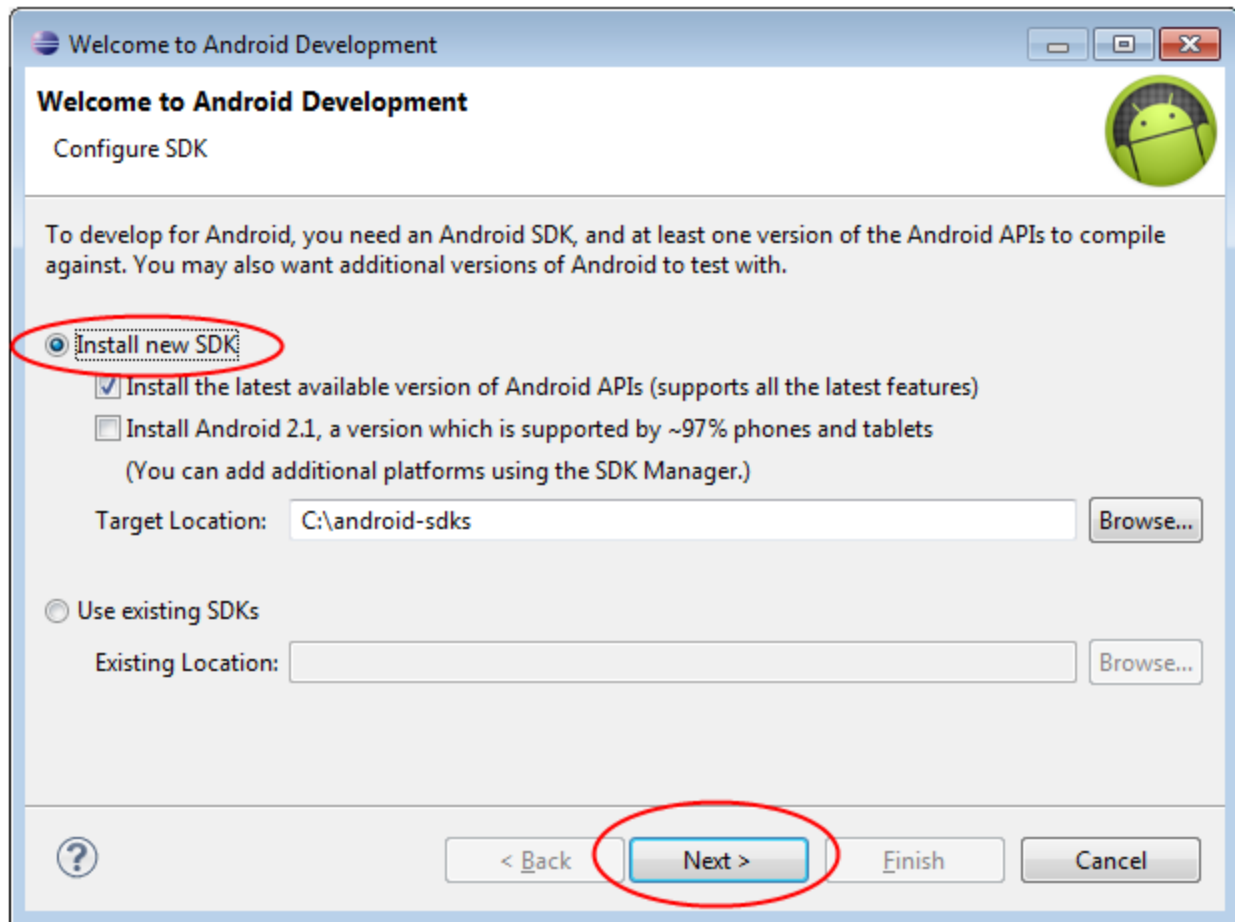 Welcome to Android Development
Welcome to Android Development
Configure SDK
To develop for Android, you need an Android SDK, and at least one version of the Android APIs to compile
against. You may also want additional versions of Android to test with.
Install new SDK
Install the latest available version of Android APIs (supports all the latest features)
Install Android 2.1, a version which is supported by ~97% phones and tablets
(You can add additional platforms using the SDK Manager.)
Target Location: C:\android-sdks Browse...
Use existing SDKs
Existing Location: Browse...
? < Back Next > Finish Cancel